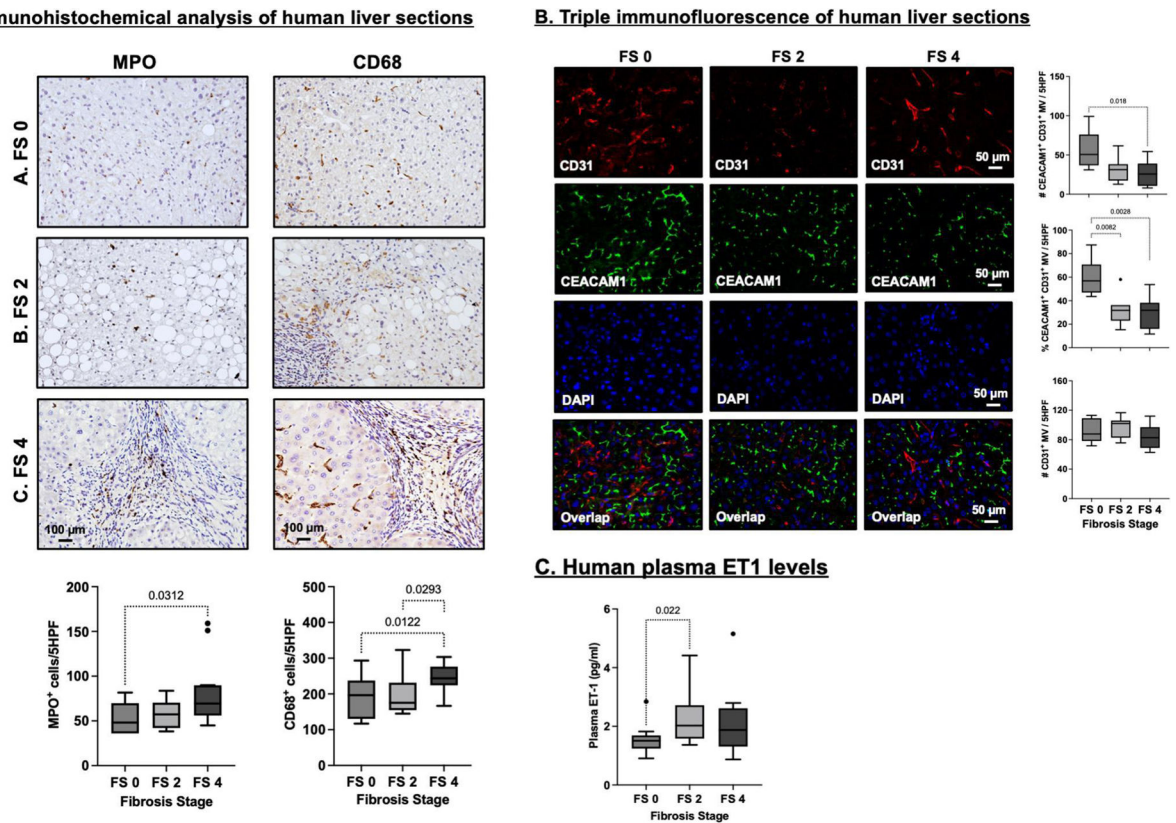 munohistochemical analysis of human liver sections
MPO
CD68
A. FS 0
B. FS 2
C. FS 4
100 µm
100 µm
200
150
100
50
0
MPO⁺ cells/5HPF
0.0312
FS 0 FS 2 FS 4
Fibrosis Stage
500
400
300
200
100
0
CD68⁺ cells/5HPF
0.0293
0.0122
FS 0 FS 2 FS 4
Fibrosis Stage
B. Triple immunofluorescence of human liver sections
FS 0
FS 2
FS 4
CD31
CD31
CD31
50 µm
CEACAM1
CEACAM1
CEACAM1
50 µm
DAPI
DAPI
DAPI
50 µm
Overlap
Overlap
Overlap
50 µm
150
100
50
0
# CEACAM1⁺ CD31⁺ MV / 5HPF
0.018
100
80
60
40
20
0
% CEACAM1⁺ CD31⁺ MV / 5HPF
0.0028
0.0082
160
120
80
40
0
# CD31⁺ MV / 5HPF
FS 0 FS 2 FS 4
Fibrosis Stage
C. Human plasma ET1 levels
6
4
2
0
Plasma ET-1 (pg/ml)
0.022
FS 0 FS 2 FS 4
Fibrosis Stage